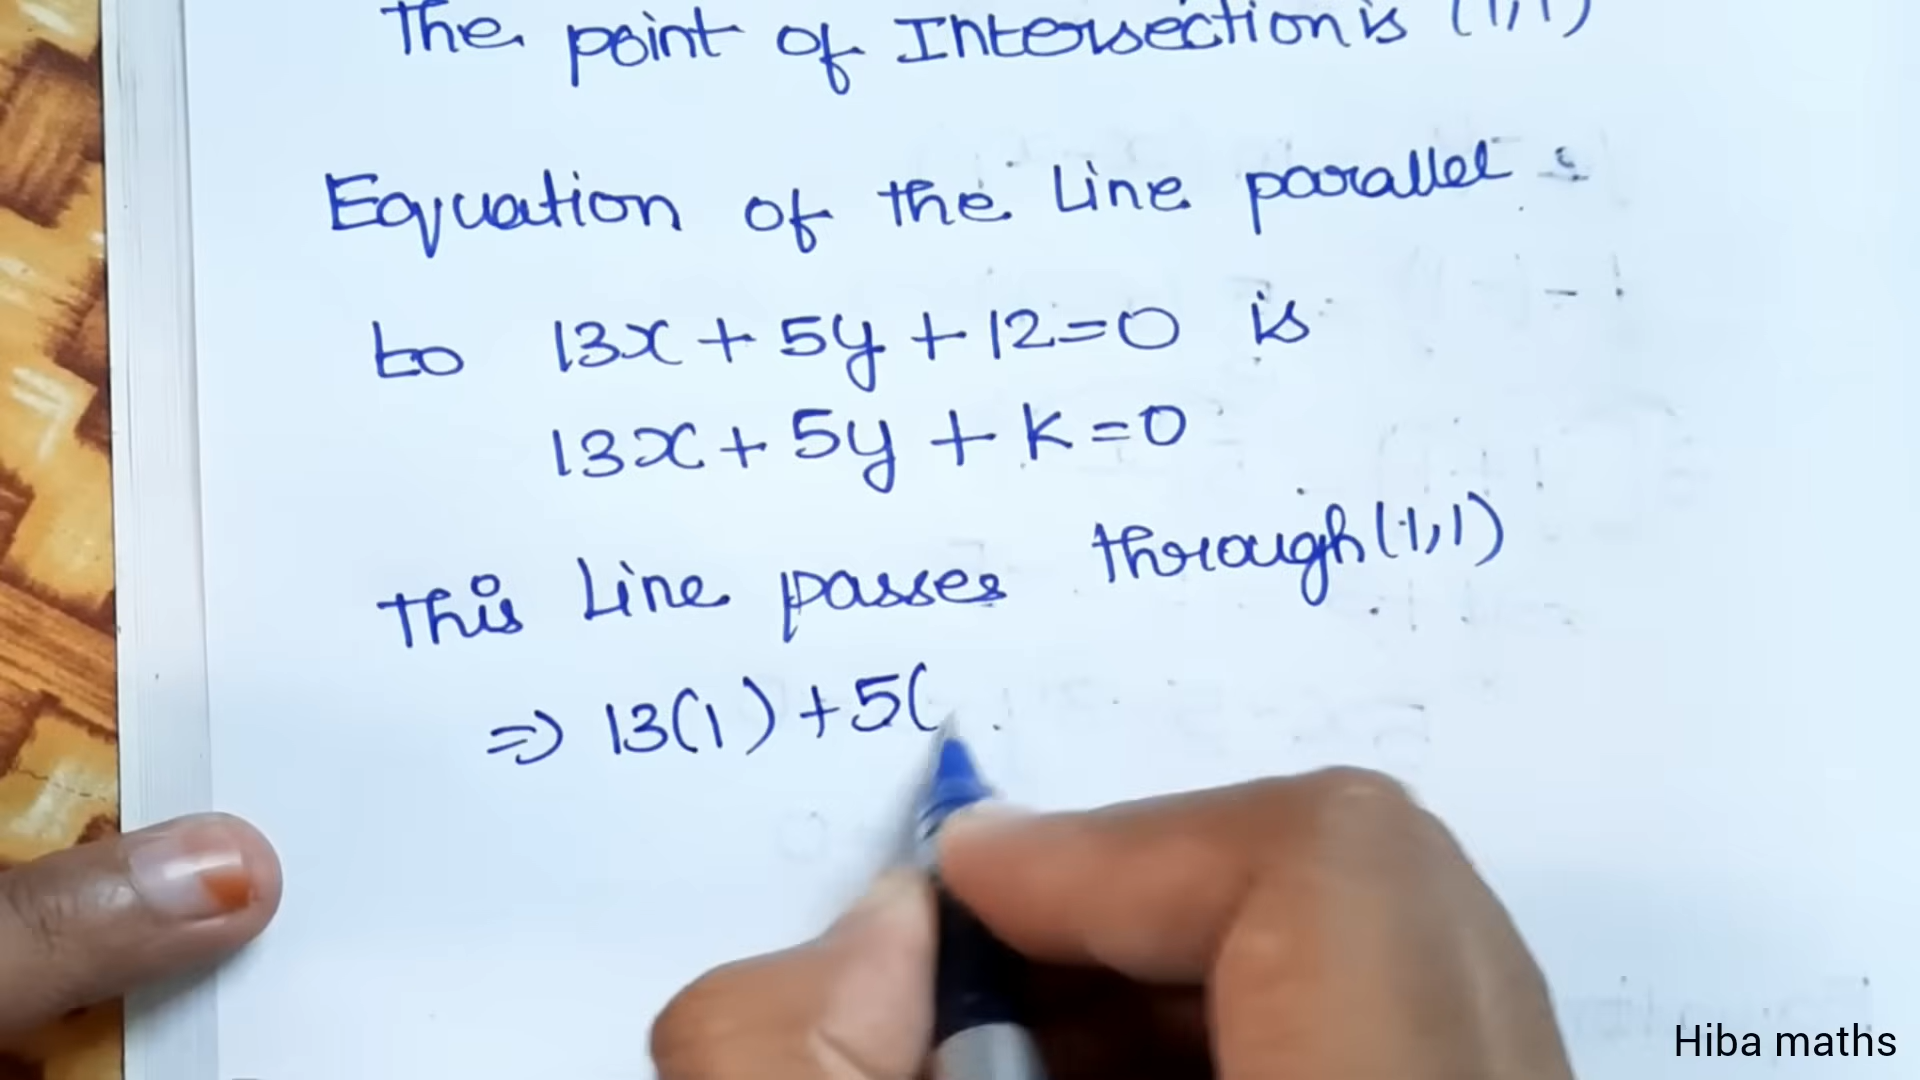 The point of Intersection is (1,1)
Equation of the Line parallel
to 13x + 5y + 12 = 0 is
13x + 5y + k = 0
This Line passes through (1,1)
⇒ 13(1) + 5(
Hiba maths